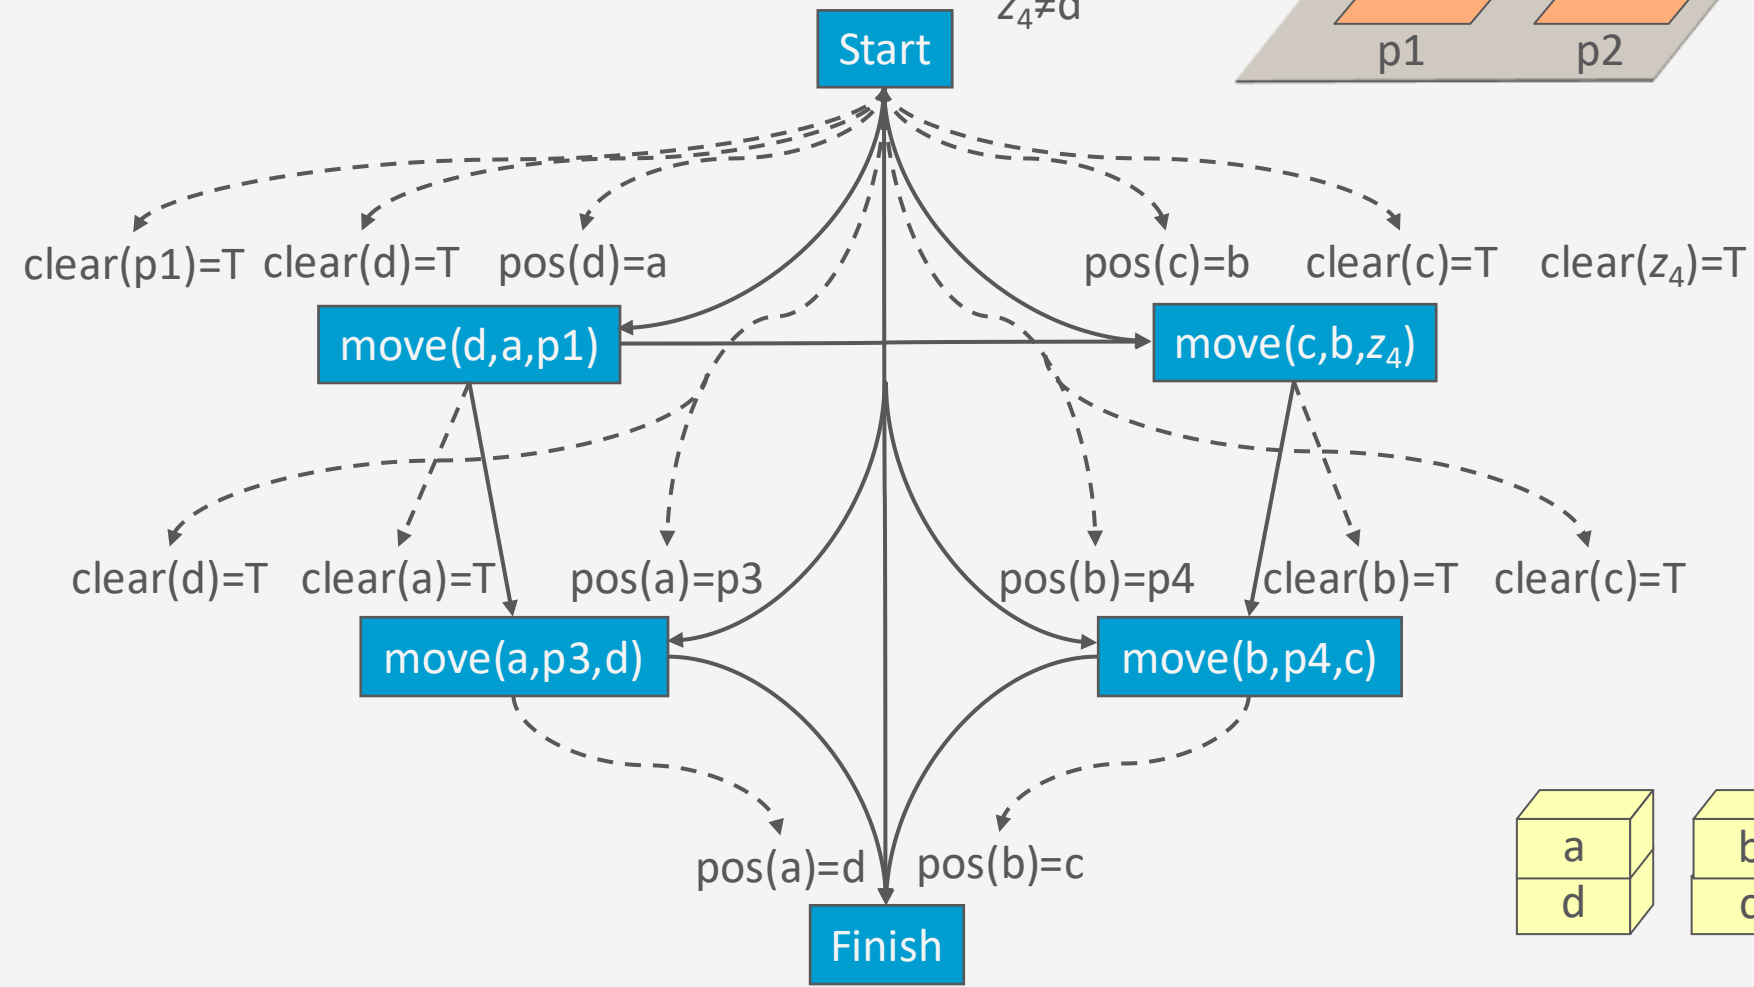 z₄≠d
Start
p1 p2
clear(p1)=T clear(d)=T pos(d)=a pos(c)=b clear(c)=T clear(z₄)=T
move(d,a,p1) move(c,b,z₄)
clear(d)=T clear(a)=T pos(a)=p3 pos(b)=p4 clear(b)=T clear(c)=T
move(a,p3,d) move(b,p4,c)
a b
pos(a)=d pos(b)=c
d
Finish